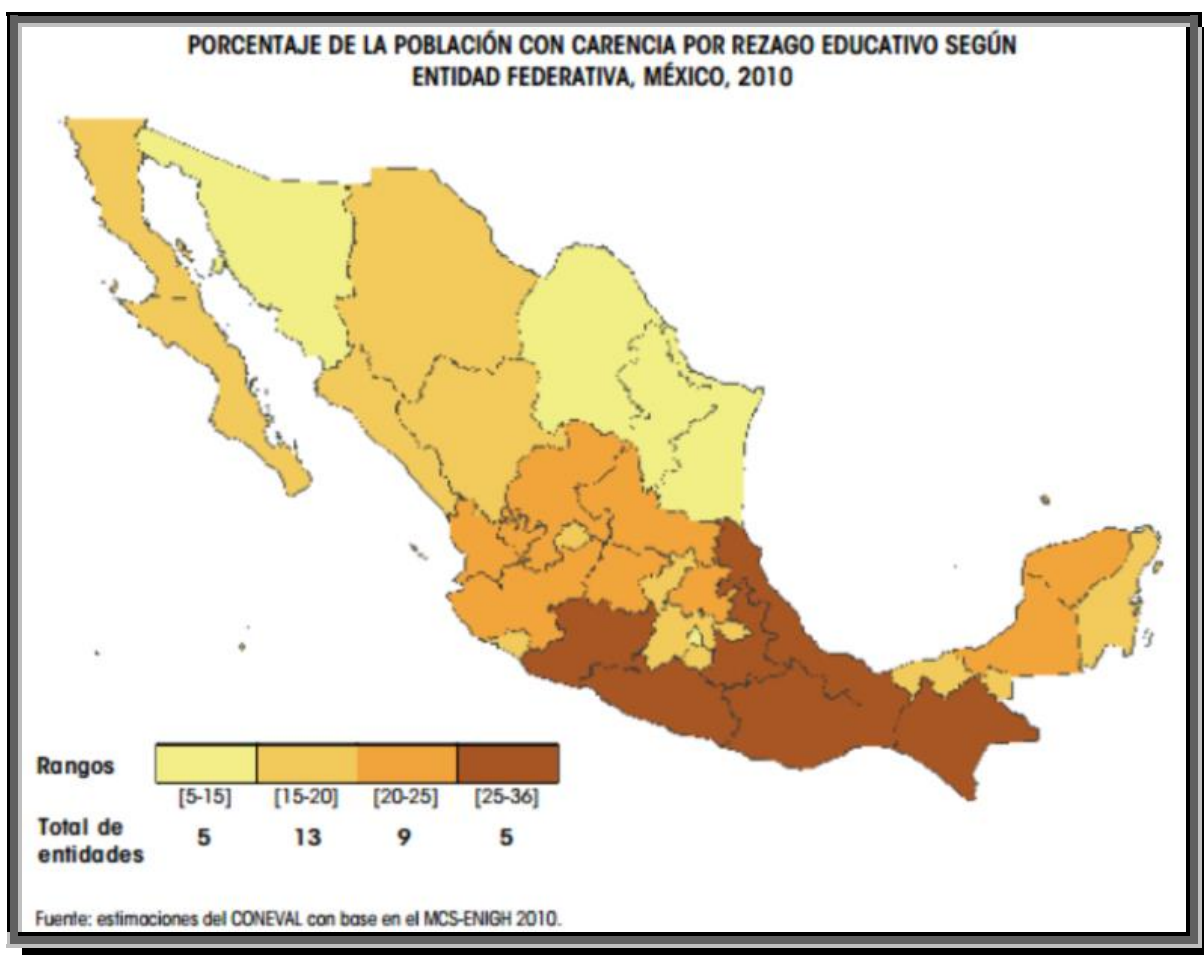 PORCENTAJE DE LA POBLACIÓN CON CARENCIA POR REZAGO EDUCATIVO SEGÚN
ENTIDAD FEDERATIVA, MÉXICO, 2010
Rangos
[5-15] [15-20] [20-25] [25-36]
Total de
entidades
5 13 9 5
Fuente: estimaciones del CONEVAL con base en el MCS-ENIGH 2010.